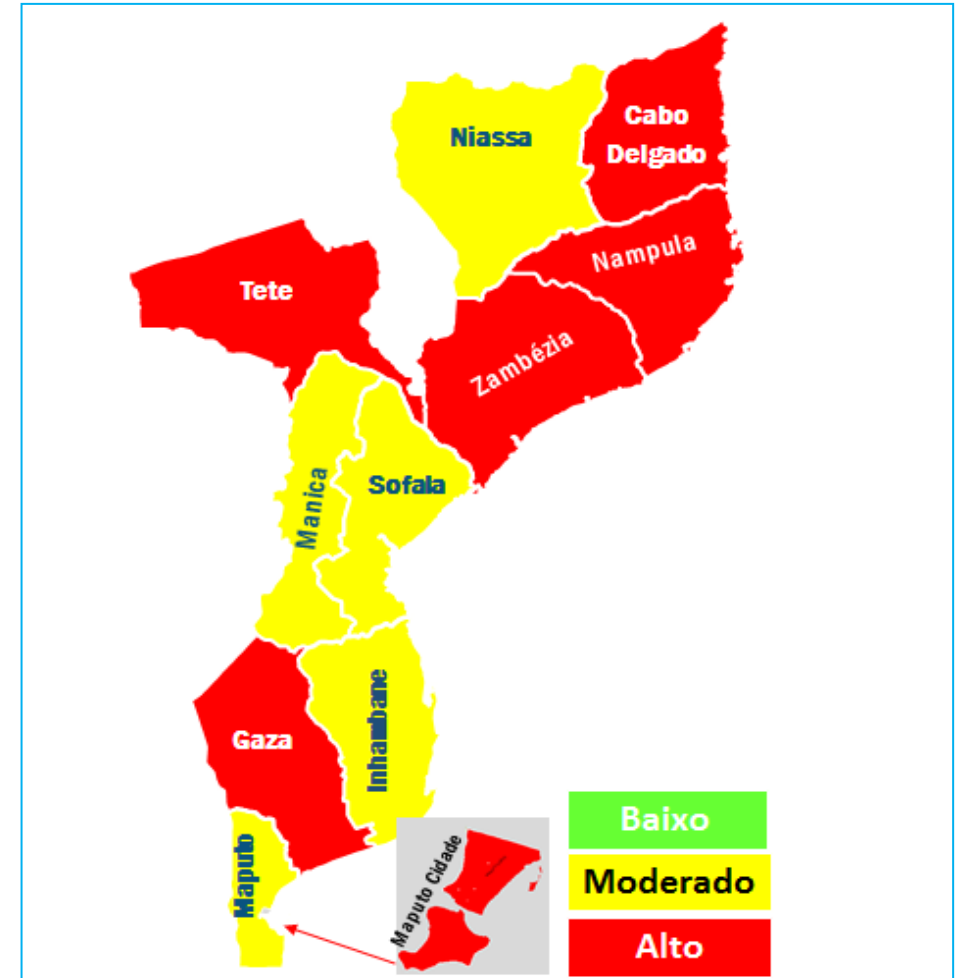 Cabo
Delgado
Niassa
Nampula
Tete
Zambézia
Sofala
Manica
Inhambane
Gaza
Maputo
Maputo Cidade
Baixo
Moderado
Alto